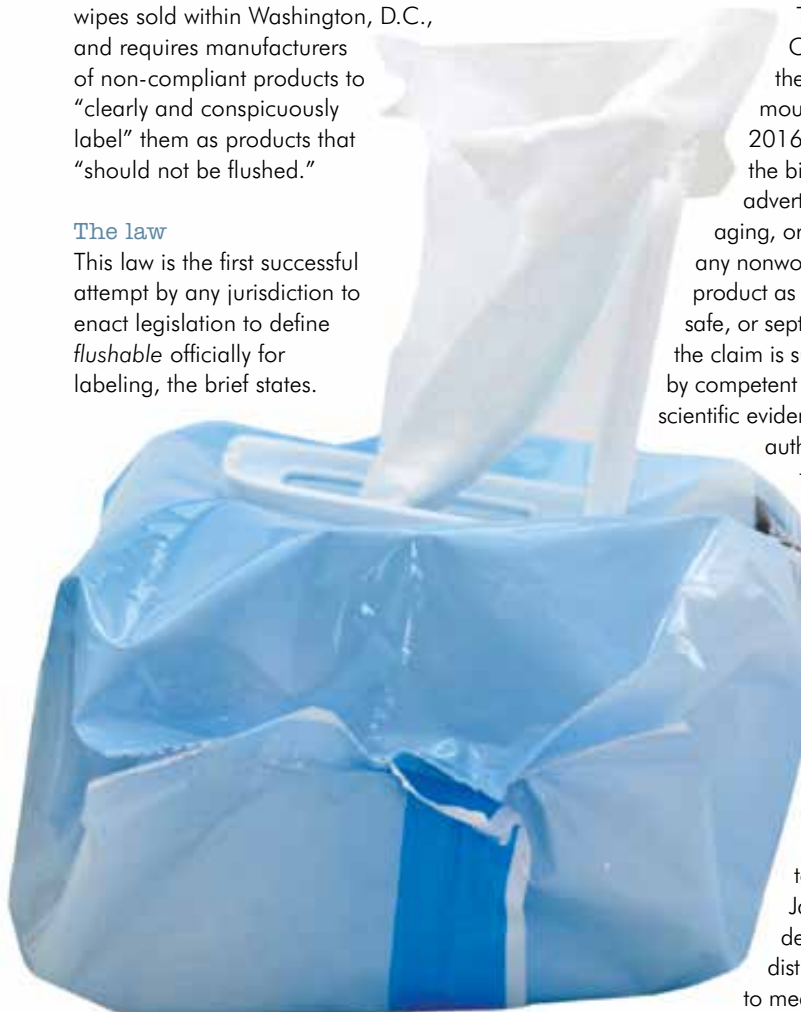 wipes sold within Washington, D.C.,
and requires manufacturers
of non-compliant products to
“clearly and conspicuously
label” them as products that
“should not be flushed.”
The law
This law is the first successful
attempt by any jurisdiction to
enact legislation to define
flushable officially for
labeling, the brief states.
the
mou
2016
the bi
advert
aging, or
any nonwo
product as
safe, or sept
the claim is s
by competent
scientific eviden
auth
to
Ja
de
dist
to mee